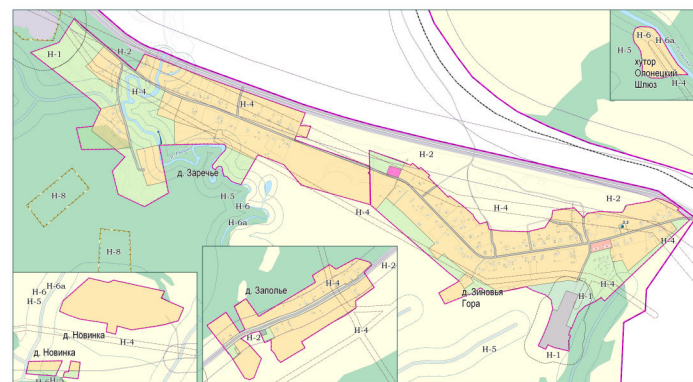 Н-1
Н-2
Н-4
Н-4
д. Заречье
Н-5
Н-6
Н-6а
Н-4
Н-8
Н-8
Н-2
Н-4
Н-2
Н-4
Н-4
Н-1
Н-1
Н-5
д. Зиновья
Гора
Н-6
Н-6а
Н-5
хутор
Олонецкий
Шлюз
Н-4
Н-6а
Н-6
Н-5
д. Новинка
Н-4
д. Новинка
д. Заполье
Н-2
Н-4
Н-4
Н-2